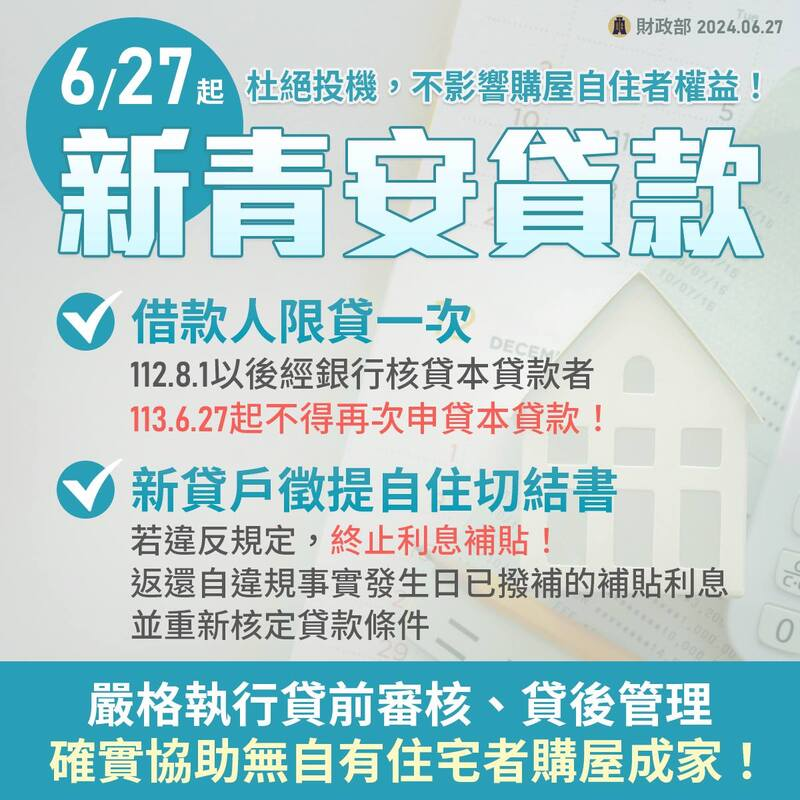 財政部 2024.06.27
6/27起
杜絕投機，不影響購屋自住者權益！
新青安貸款
借款人限貸一次
112.8.1以後經銀行核貸本貸款者
113.6.27起不得再次申貸本貸款！
新貸戶徵提自住切結書
若違反規定，終止利息補貼！
返還自違規事實發生日已撥補的補貼利息
並重新核定貸款條件
嚴格執行貸前審核、貸後管理
確實協助無自有住宅者購屋成家！